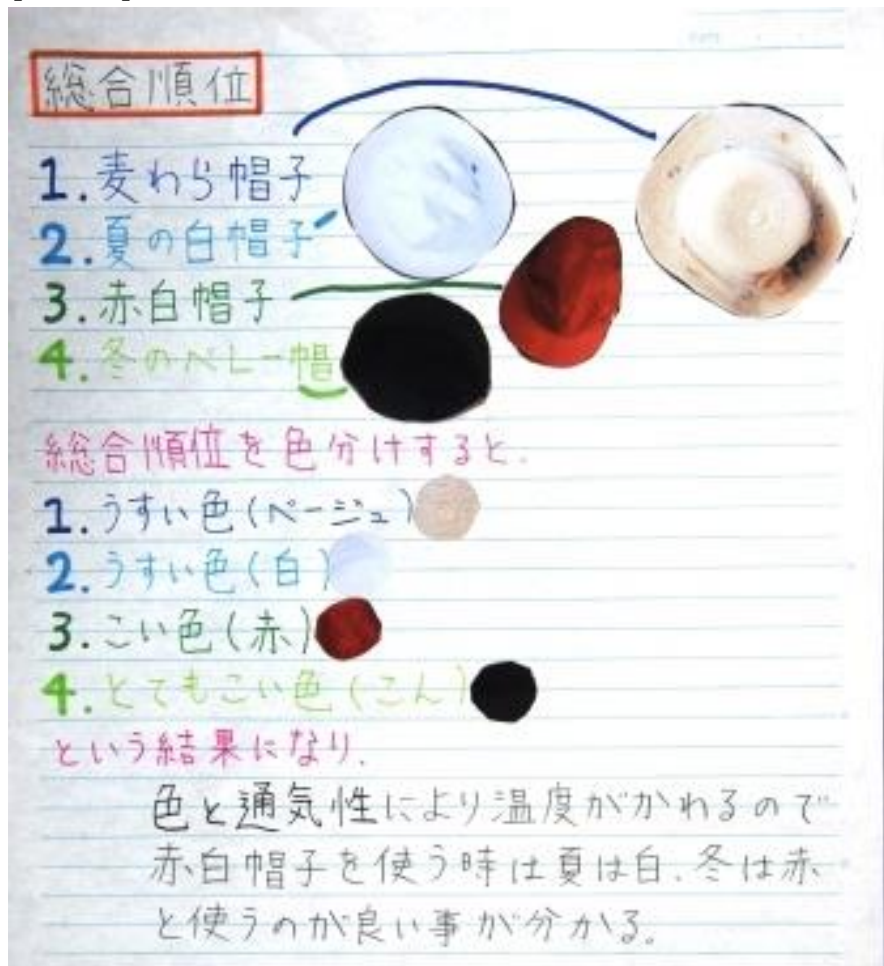 総合順位
1.麦わら帽子
2.夏の白帽子
3.赤白帽子
4.冬のベレー帽
総合順位を色分けすると、
1.うすい色(ベージュ)
2.うすい色(白)
3.こい色(赤)
4.とてもこい色(こん)
という結果になり、
色と通気性により温度がかわるので
赤白帽子を使う時は夏は白、冬は赤
と使うのが良い事が分かる。